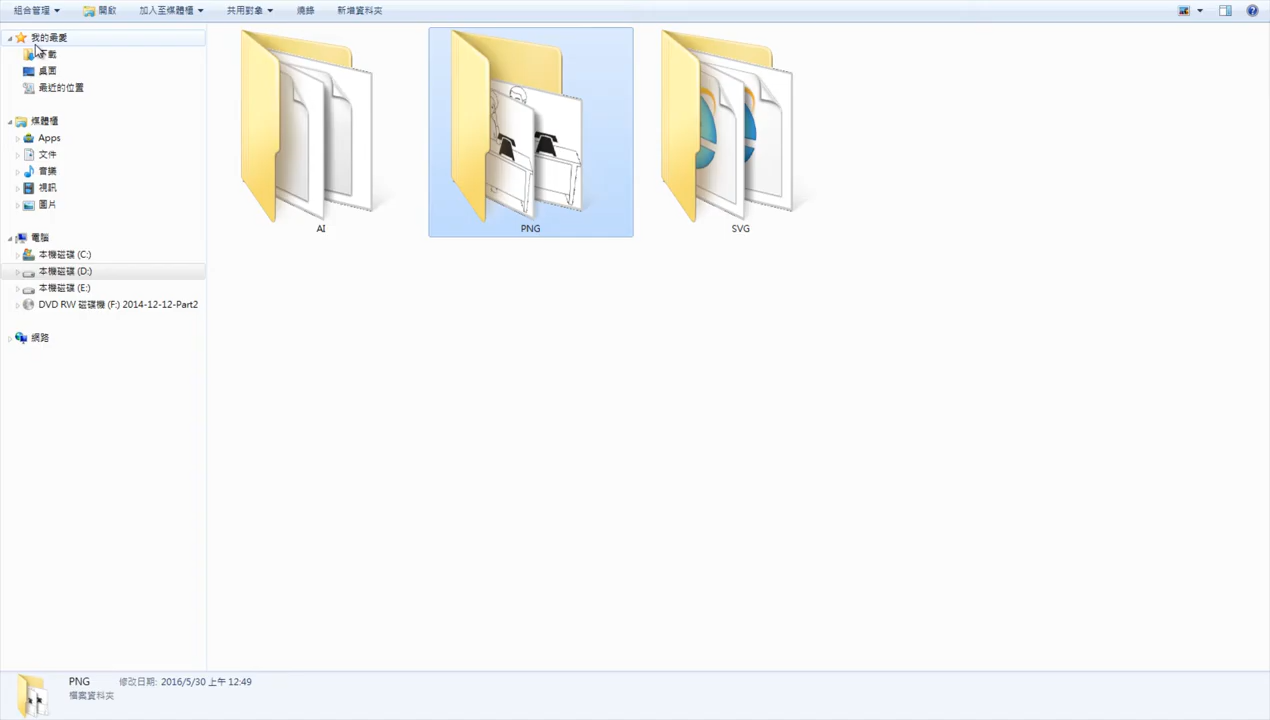 組合管理 開啟 加入至媒體櫃 共用對象 燒錄 新增資料夾
我的最愛
下載
桌面
最近的位置
媒體櫃
Apps
文件
音樂
視訊
圖片
電腦
本機磁碟 (C:)
本機磁碟 (D:)
本機磁碟 (E:)
DVD RW 磁碟機 (F:) 2014-12-12-Part2
網路
AI PNG SVG
PNG 修改日期: 2016/5/30 上午 12:49
檔案資料夾